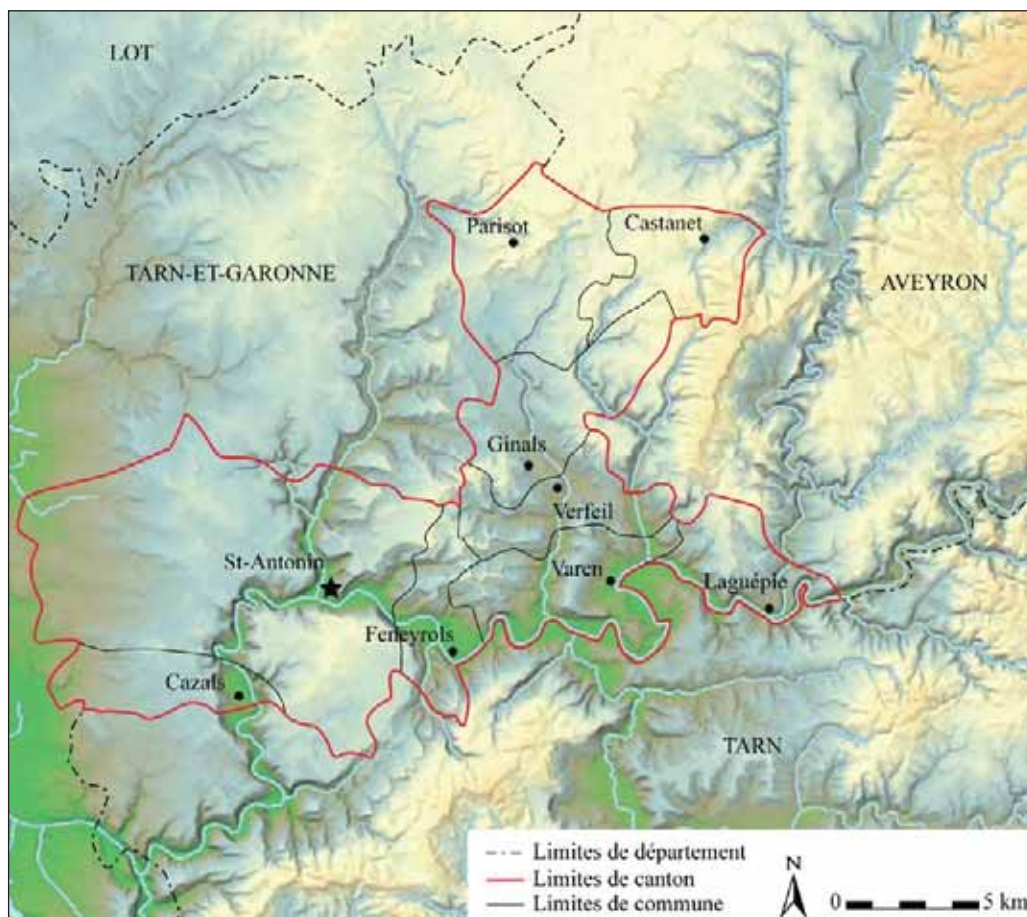 LOT
Parisot
Castanet
TARN-ET-GARONNE
AVEYRON
Ginals
Verfeil
St-Antonin
Varen
Laguépie
Feneyrols
Cazals
TARN
Limites de département
Limites de canton
Limites de commune
N
0 5 km